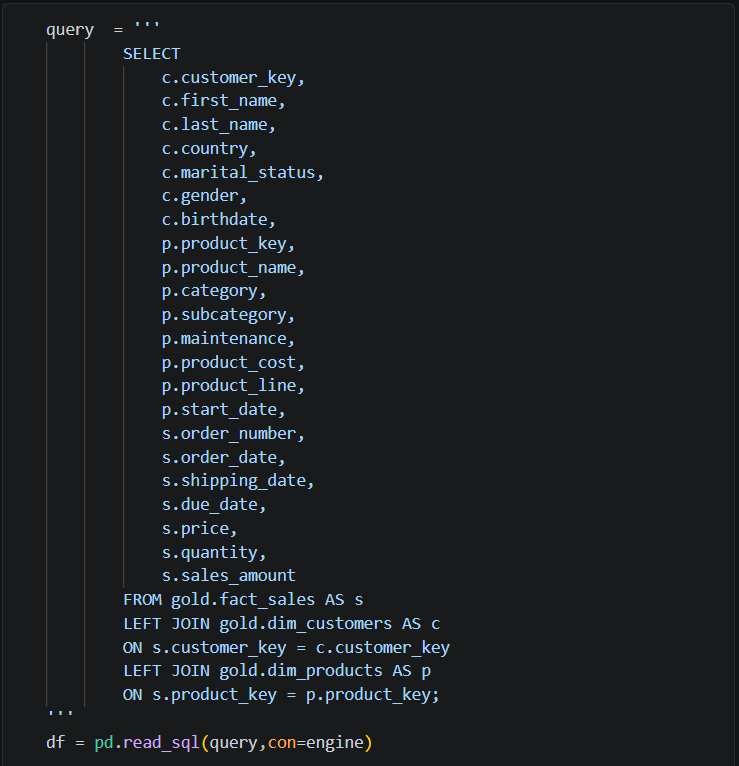 query  = '''
        SELECT
            c.customer_key,
            c.first_name,
            c.last_name,
            c.country,
            c.marital_status,
            c.gender,
            c.birthdate,
            p.product_key,
            p.product_name,
            p.category,
            p.subcategory,
            p.maintenance,
            p.product_cost,
            p.product_line,
            p.start_date,
            s.order_number,
            s.order_date,
            s.shipping_date,
            s.due_date,
            s.price,
            s.quantity,
            s.sales_amount
        FROM gold.fact_sales AS s
        LEFT JOIN gold.dim_customers AS c
        ON s.customer_key = c.customer_key
        LEFT JOIN gold.dim_products AS p
        ON s.product_key = p.product_key;
'''
df = pd.read_sql(query,con=engine)